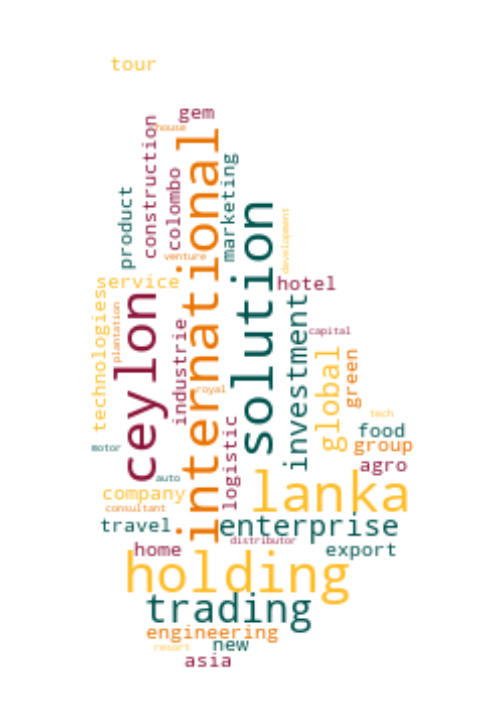 tour
gem
house
construction
international
colombo
marketing
product
solution
development
venture
service
hotel
technologies
ceylon
investment
plantation
industrie
capital
global
green
royal
tech
logistic
food
motor
group
agro
auto
lanka
company
consultant
travel
enterprise
distributor
home
export
holding
trading
engineering
new
resort
asia